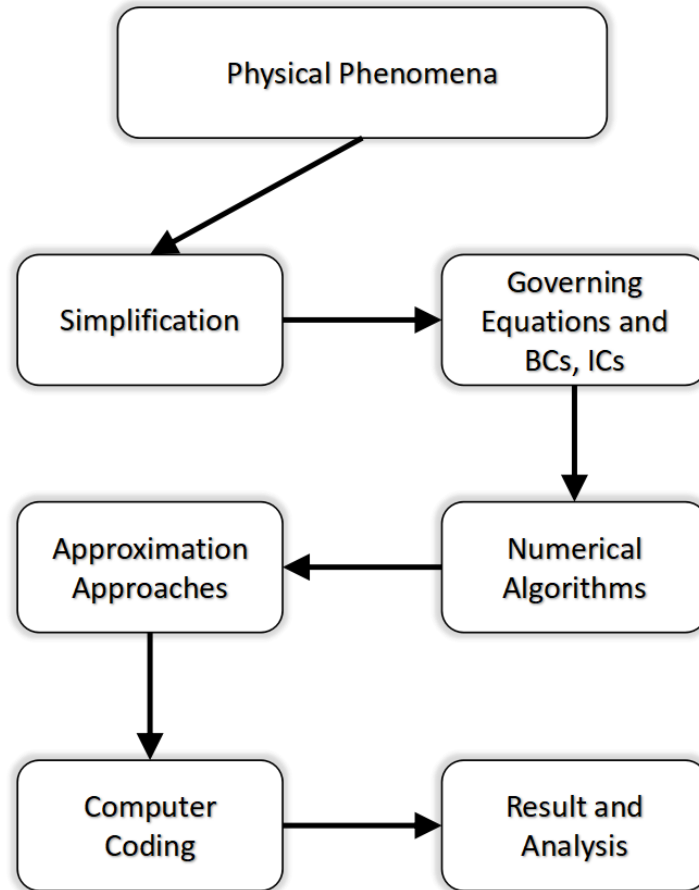 Physical Phenomena
Simplification
Governing
Equations and
BCs, ICs
Numerical
Algorithms
Approximation
Approaches
Computer
Coding
Result and
Analysis